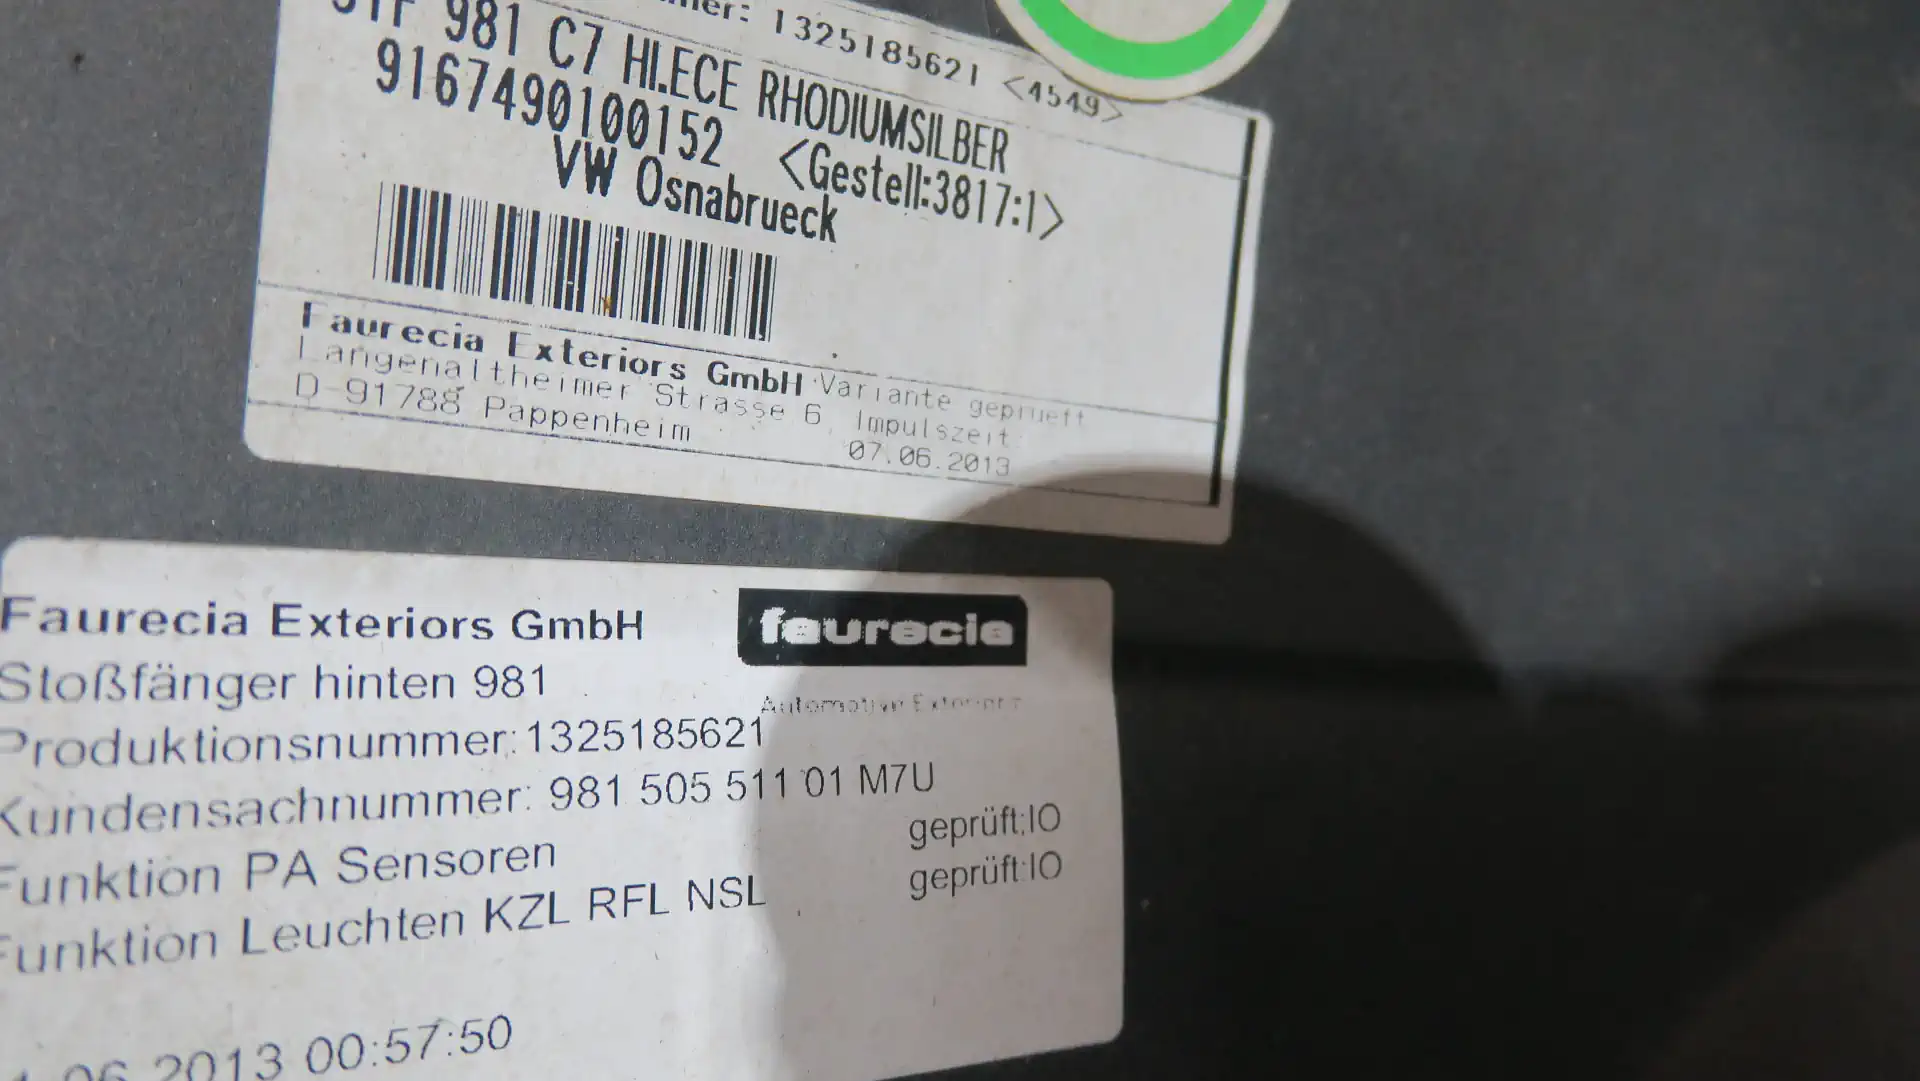 1325185621 <4549>
STF 981 C7 HI.ECE RHODIUMSILBER
9167490100152 <Gestell:3817:1>
VW Osnabrueck
Faurecia Exteriors GmbH Variante geprueft
Langenaltheimer Strasse 6, Impulszeit:
D-91788 Pappenheim 07.06.2013
Faurecia Exteriors GmbH
faurecia
Stoßfänger hinten 981
Automotive Exteriors
Produktionsnummer:1325185621
Kundensachnummer: 981 505 511 01 M7U
geprüft:IO
Funktion PA Sensoren
geprüft:IO
Funktion Leuchten KZL RFL NSL
06.2013 00:57:50